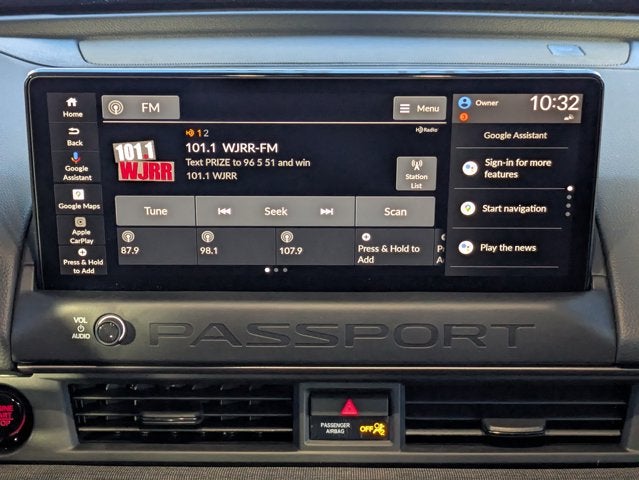 Home
Back
Google
Assistant
Google Maps
Apple
CarPlay
Press & Hold
to Add
FM
Menu
HD Radio
HD 1 2
101.1 WJRR-FM
Text PRIZE to 96 5 51 and win
101.1 WJRR
101.1
WJRR
Station
List
Tune
Seek
Scan
87.9
98.1
107.9
Press & Hold to
Add
Owner
10:32
Google Assistant
Sign-in for more
features
Start navigation
Play the news
VOL
AUDIO
PASSPORT
PASSENGER
AIRBAG
OFF